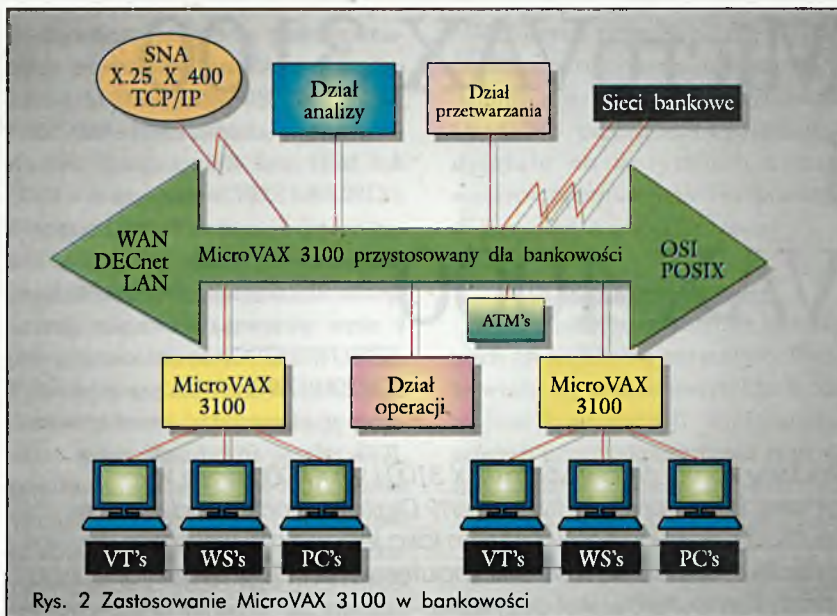 SNA
X.25 X 400
TCP/IP
Dział
analizy
Dział
przetwarzania
Sieci bankowe
WAN
DECnet
LAN
MicroVAX 3100 przystosowany dla bankowości
OSI
POSIX
ATM's
MicroVAX
3100
Dział
operacji
MicroVAX
3100
VT's
WS's
PC's
VT's
WS's
PC's
Rys. 2 Zastosowanie MicroVAX 3100 w bankowości